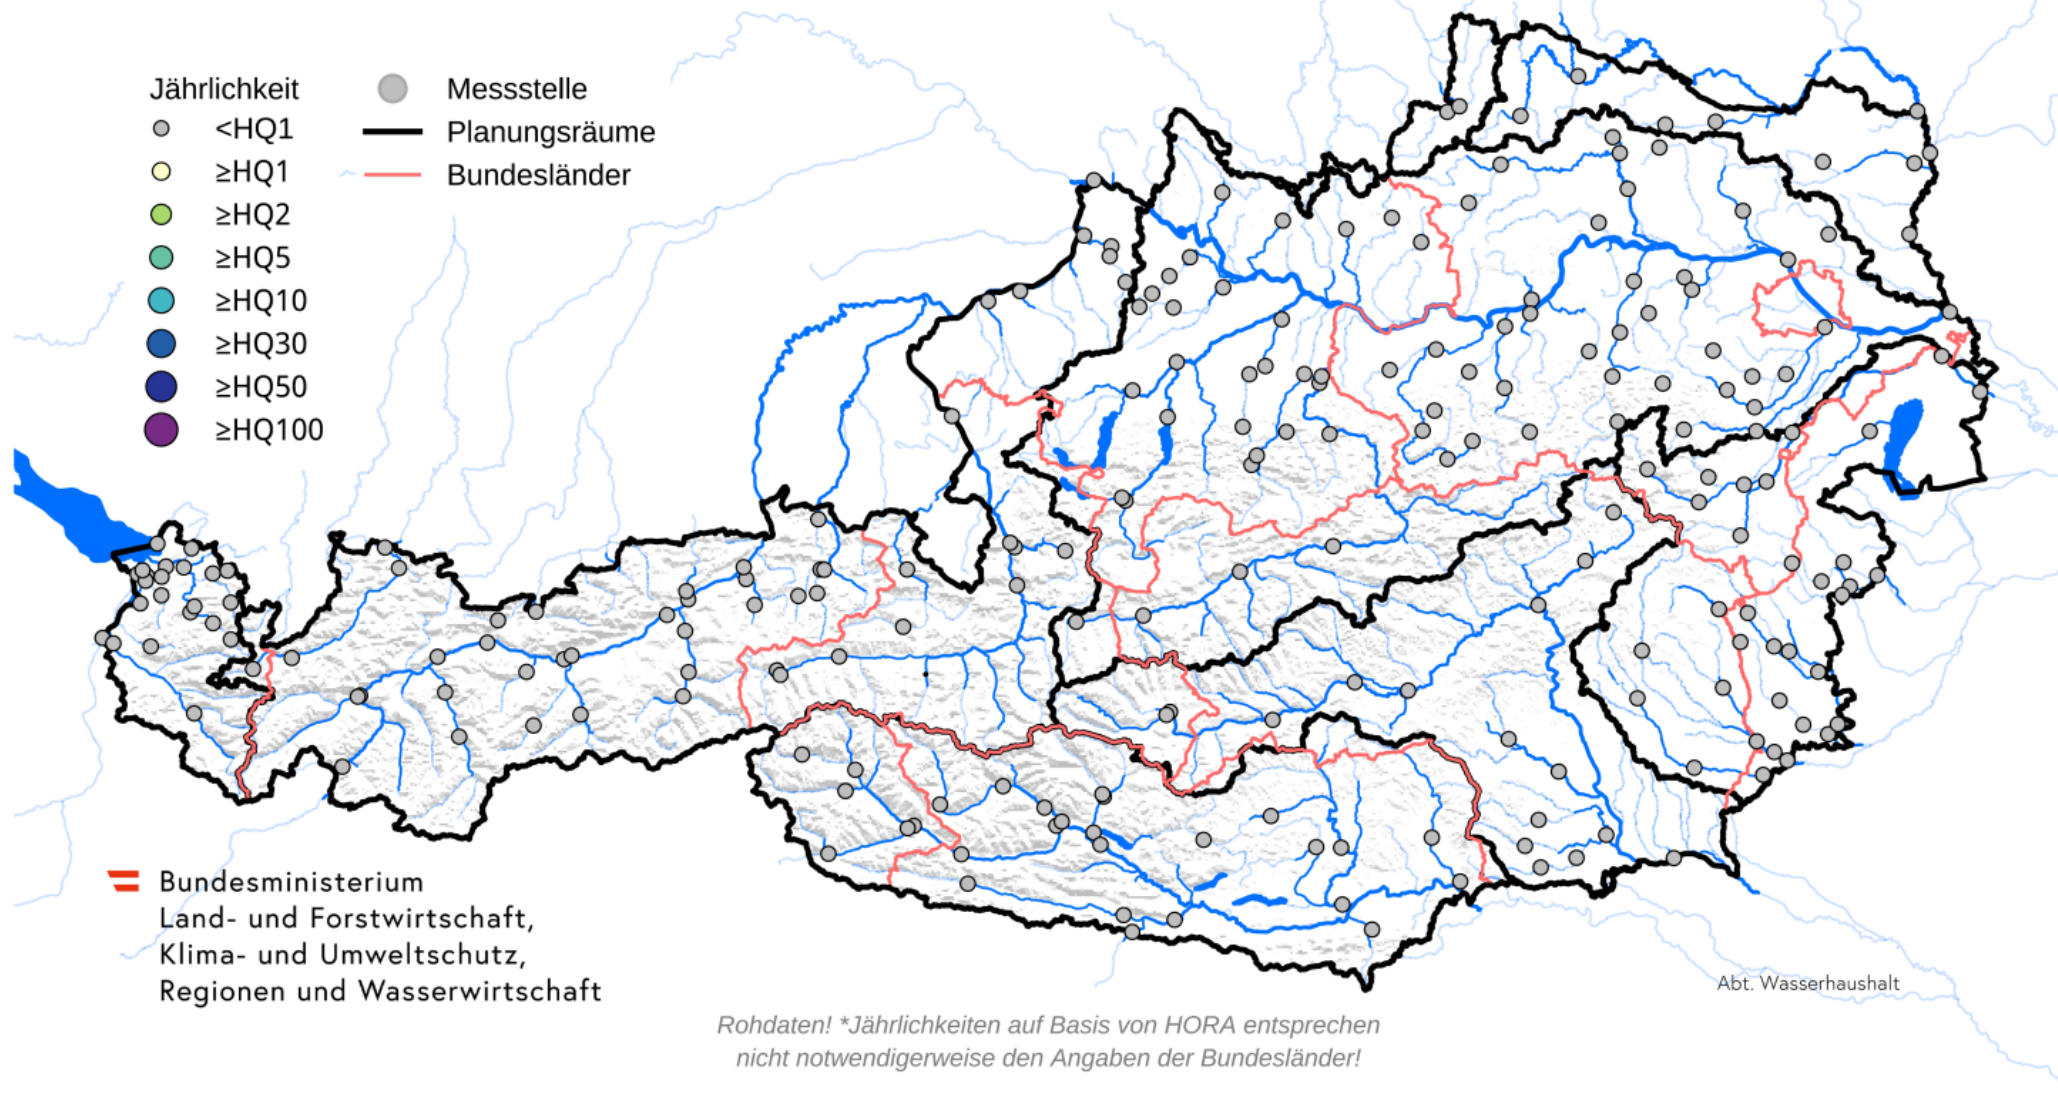 Jährlichkeit
<HQ1
≥HQ1
≥HQ2
≥HQ5
≥HQ10
≥HQ30
≥HQ50
≥HQ100
Messstelle
Planungsräume
Bundesländer
Bundesministerium
Land- und Forstwirtschaft,
Klima- und Umweltschutz,
Regionen und Wasserwirtschaft
Abt. Wasserhaushalt
Rohdaten! *Jährlichkeiten auf Basis von HORA entsprechen
nicht notwendigerweise den Angaben der Bundesländer!